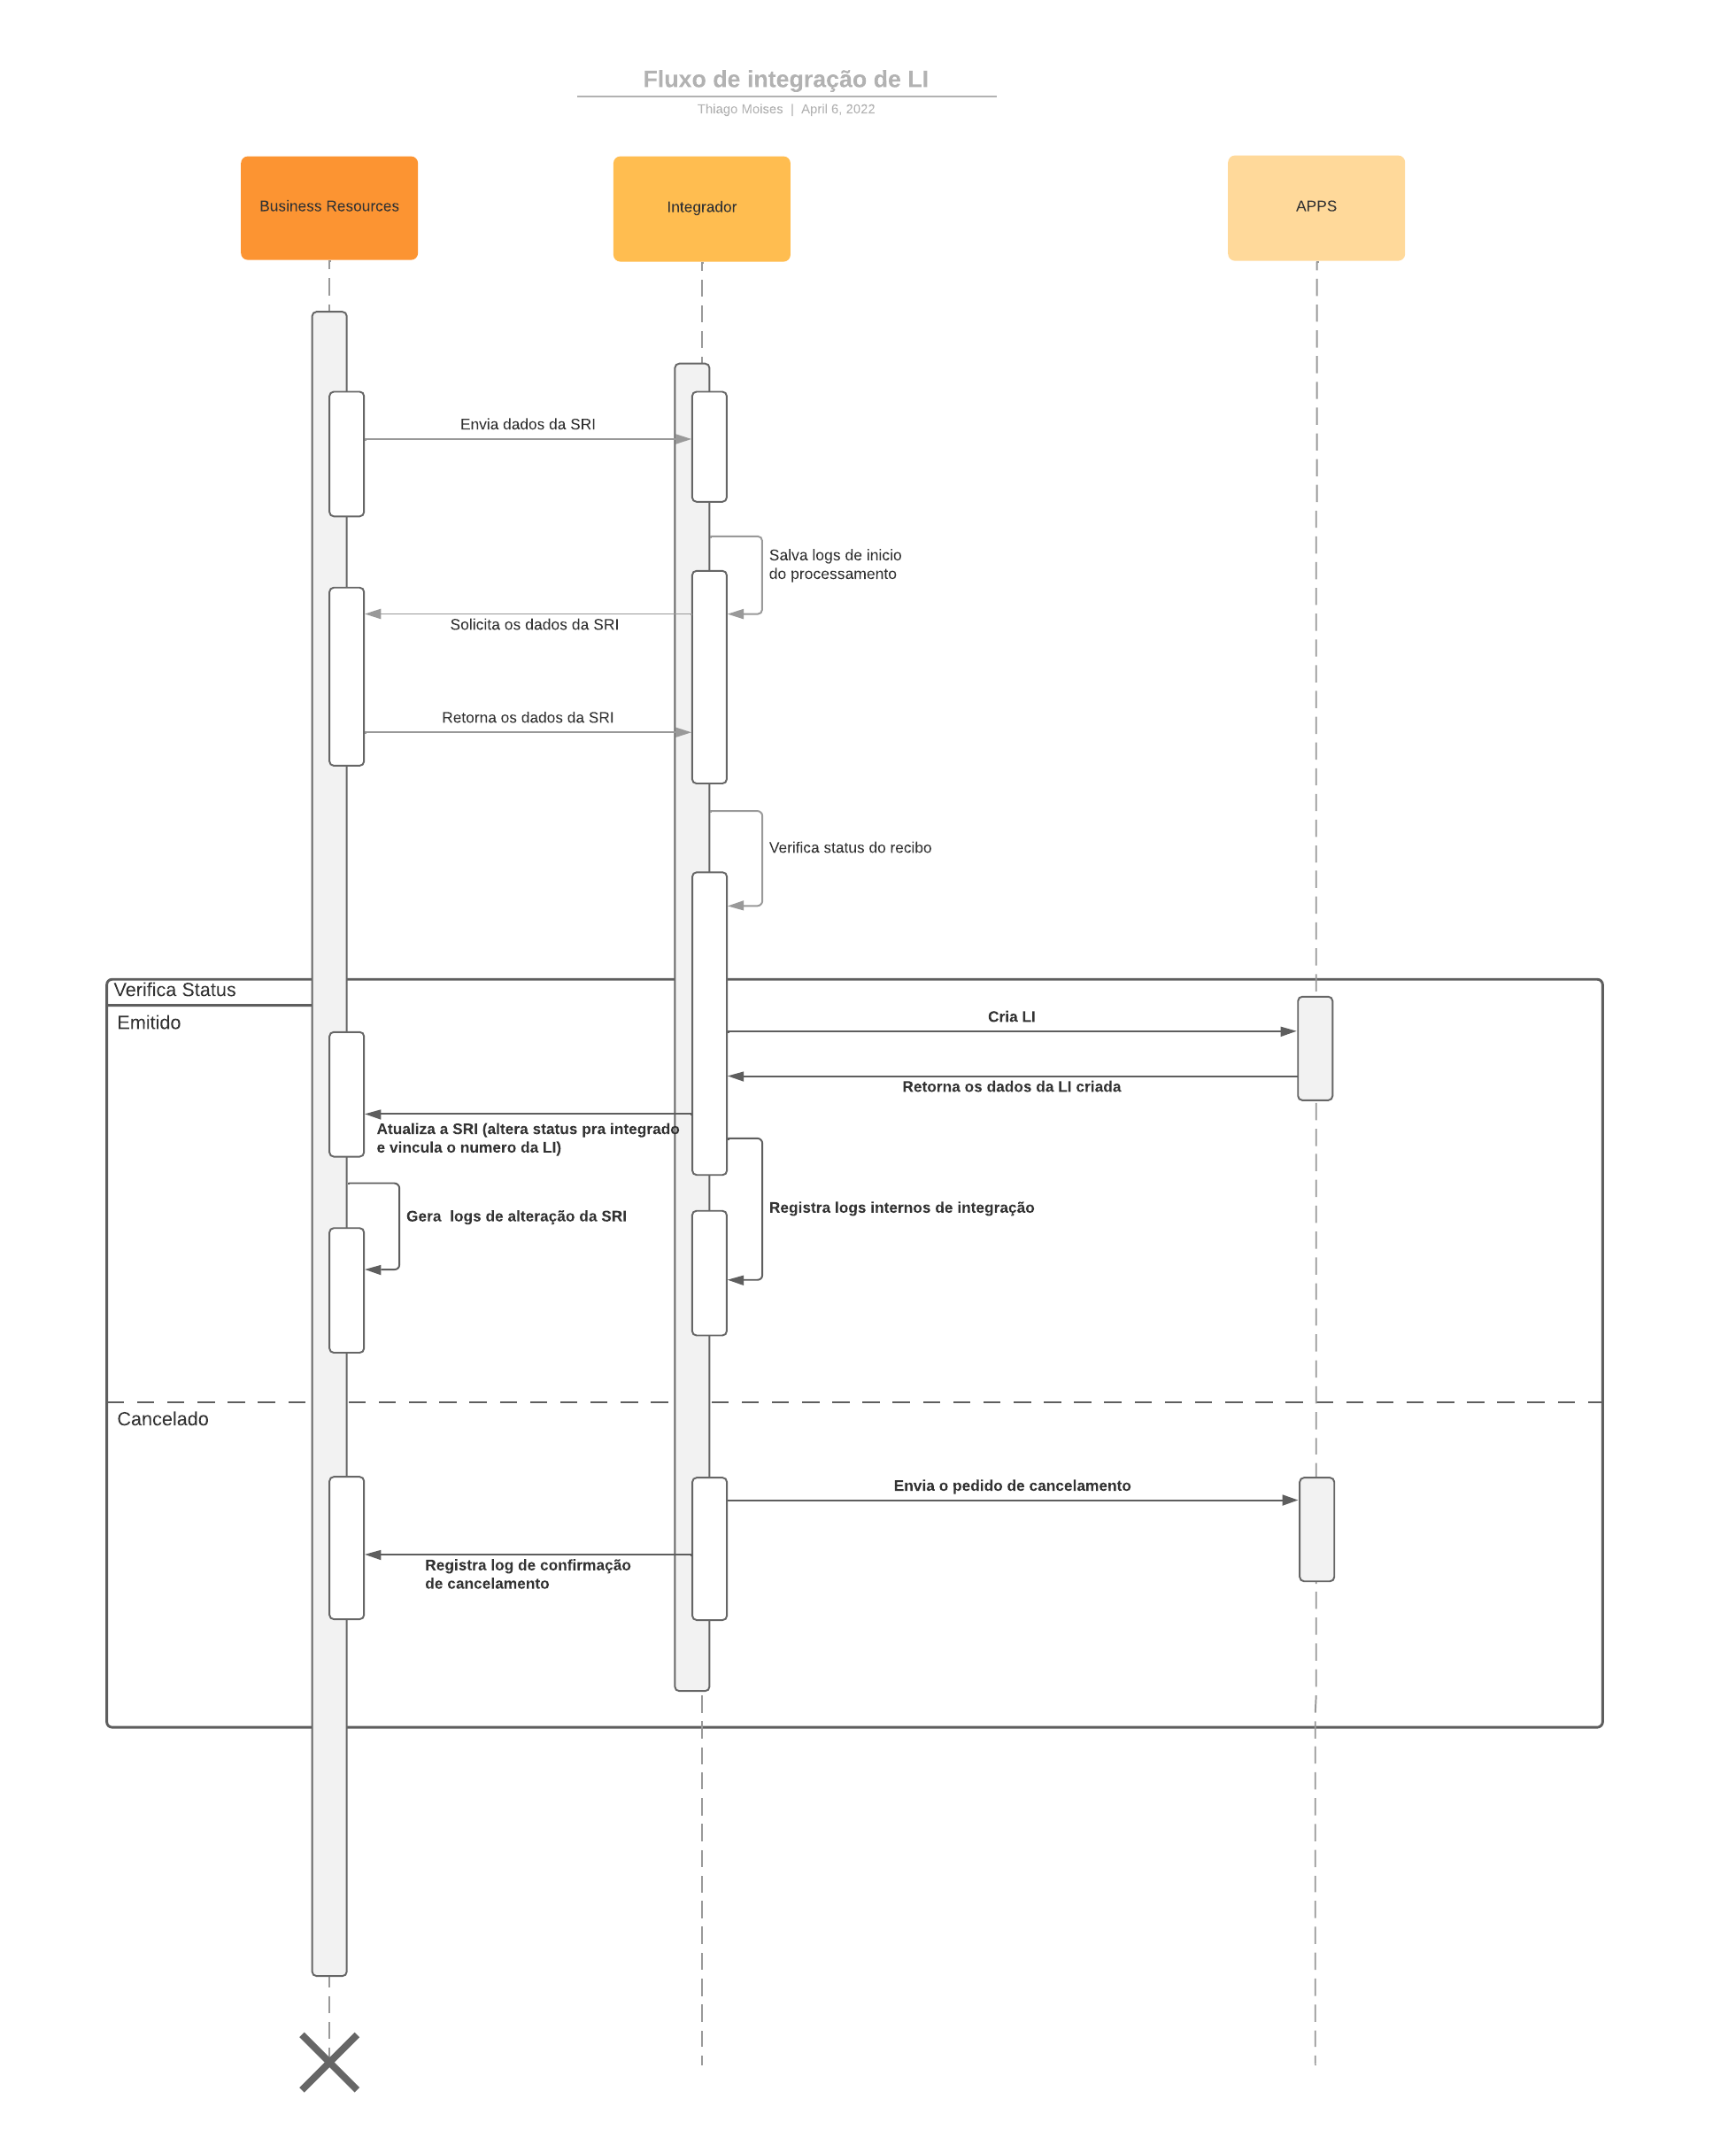 Fluxo de integração de LI
Thiago Moises | April 6, 2022
Business Resources
Integrador
APPS
Envia dados da SRI
Salva logs de inicio
do processamento
Solicita os dados da SRI
Retorna os dados da SRI
Verifica status do recibo
Verifica Status
Emitido
Cria LI
Retorna os dados da LI criada
Atualiza a SRI (altera status pra integrado
e vincula o numero da LI)
Registra logs internos de integração
Gera  logs de alteração da SRI
Cancelado
Envia o pedido de cancelamento
Registra log de confirmação
de cancelamento